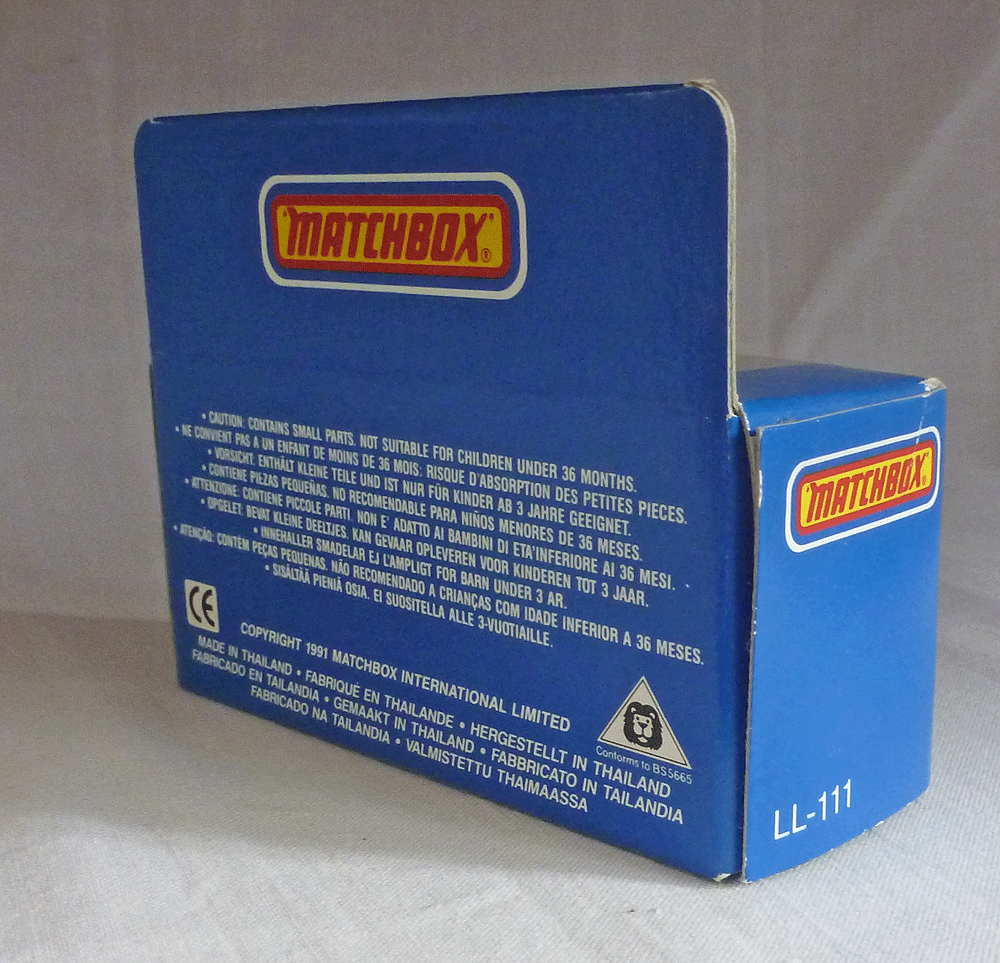 "MATCHBOX"®
• CAUTION: CONTAINS SMALL PARTS. NOT SUITABLE FOR CHILDREN UNDER 36 MONTHS.
• NE CONVIENT PAS A UN ENFANT DE MOINS DE 36 MOIS: RISQUE D'ABSORPTION DES PETITES PIECES.
• VORSICHT. ENTHÄLT KLEINE TEILE UND IST NUR FÜR KINDER AB 3 JAHRE GEEIGNET.
• CONTIENE PIEZAS PEQUEÑAS. NO RECOMENDABLE PARA NIÑOS MENORES DE 36 MESES.
• ATTENZIONE: CONTIENE PICCOLE PARTI. NON E' ADATTO AI BAMBINI DI ETA'INFERIORE AI 36 MESI.
• OPGELET: BEVAT KLEINE DEELTJES, KAN GEVAAR OPLEVEREN VOOR KINDEREN TOT 3 JAAR.
• INNEHALLER SMADELAR EJ LAMPLIGT FOR BARN UNDER 3 AR.
• ATENÇÃO: CONTÉM PEÇAS PEQUENAS. NÃO RECOMENDADO A CRIANÇAS COM IDADE INFERIOR A 36 MESES.
• SISÄLTÄÄ PIENIÄ OSIA. EI SUOSITELLA ALLE 3-VUOTIAILLE.
CE
COPYRIGHT 1991 MATCHBOX INTERNATIONAL LIMITED
MADE IN THAILAND • FABRIQUÉ EN THAILANDE • HERGESTELLT IN THAILAND
FABRICADO EN TAILANDIA • GEMAAKT IN THAILAND • FABBRICATO IN TAILANDIA
FABRICADO NA TAILANDIA • VALMISTETTU THAIMAASSA
Conforms to BS5665
"MATCHBOX"®
LL-111